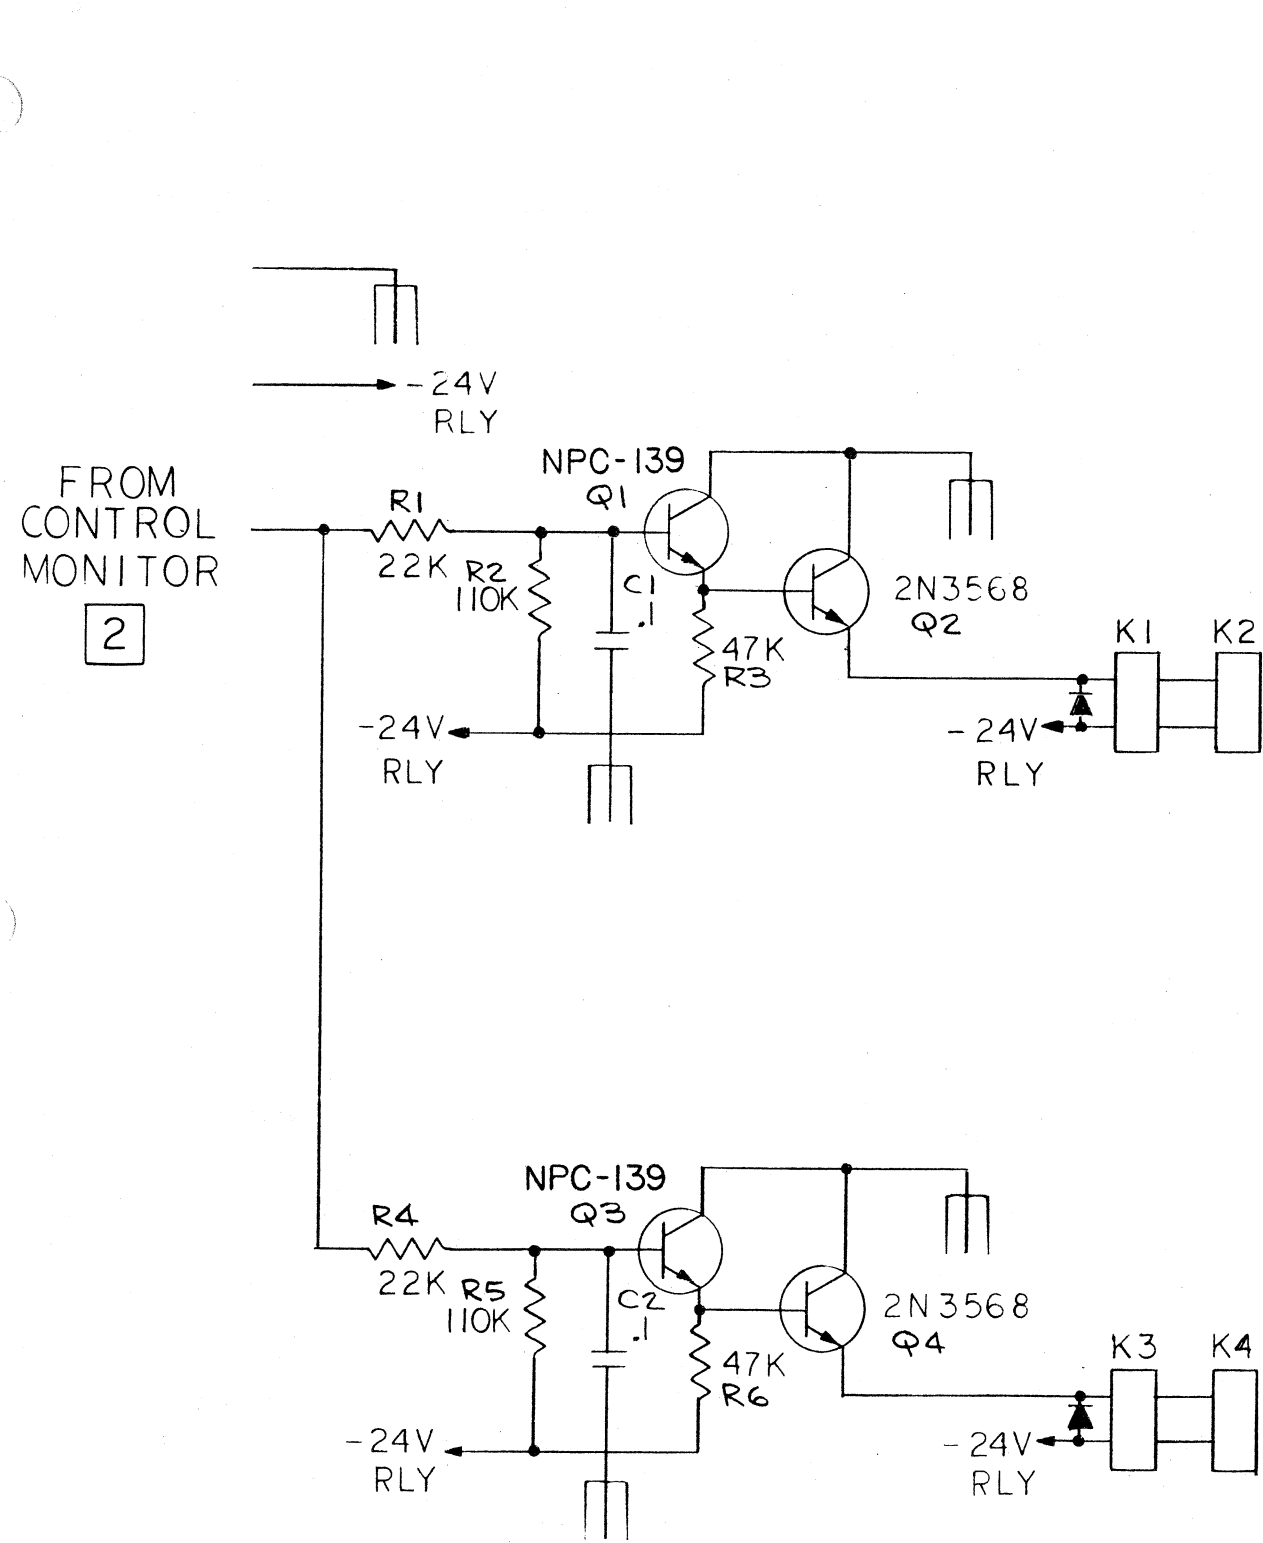 -24V
RLY
FROM
CONTROL
MONITOR
2
R1
22K
R2
110K
NPC-139
Q1
C1
.1
47K
R3
2N3568
Q2
K1
K2
-24V
RLY
-24V
RLY
NPC-139
Q3
R4
22K
R5
110K
C2
.1
47K
R6
2N3568
Q4
K3
K4
-24V
RLY
-24V
RLY